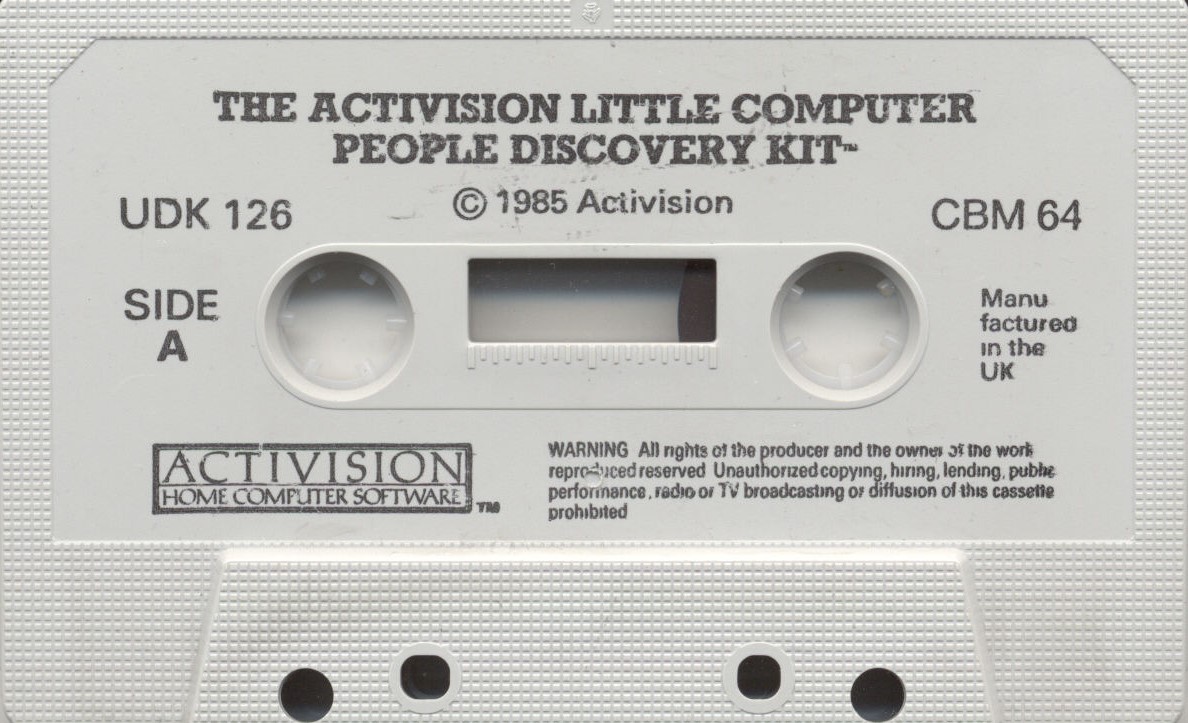 THE ACTIVISION LITTLE COMPUTER
PEOPLE DISCOVERY KIT™
© 1985 Activision
UDK 126
CBM 64
SIDE
A
Manu
factured
in the
UK
ACTIVISION
HOME COMPUTER SOFTWARE
TM
WARNING All rights of the producer and the owner of the work
reproduced reserved Unauthorized copying, hiring, lending, public
performance, radio or TV broadcasting or diffusion of this cassette
prohibited